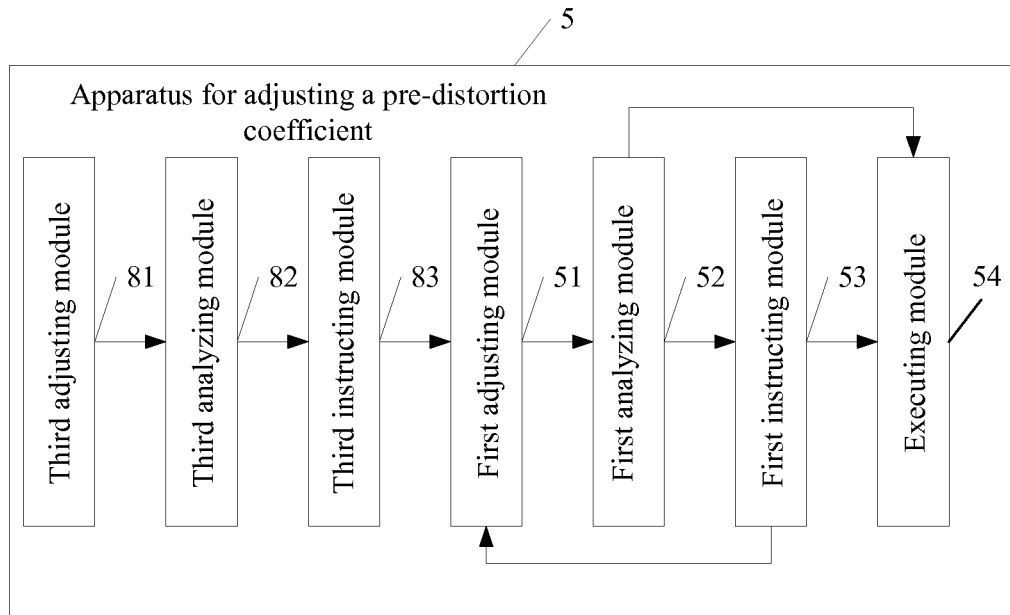 5
Apparatus for adjusting a pre-distortion
coefficient
Third adjusting module
81
Third analyzing module
82
Third instructing module
83
First adjusting module
51
First analyzing module
52
First instructing module
53
Executing module
54